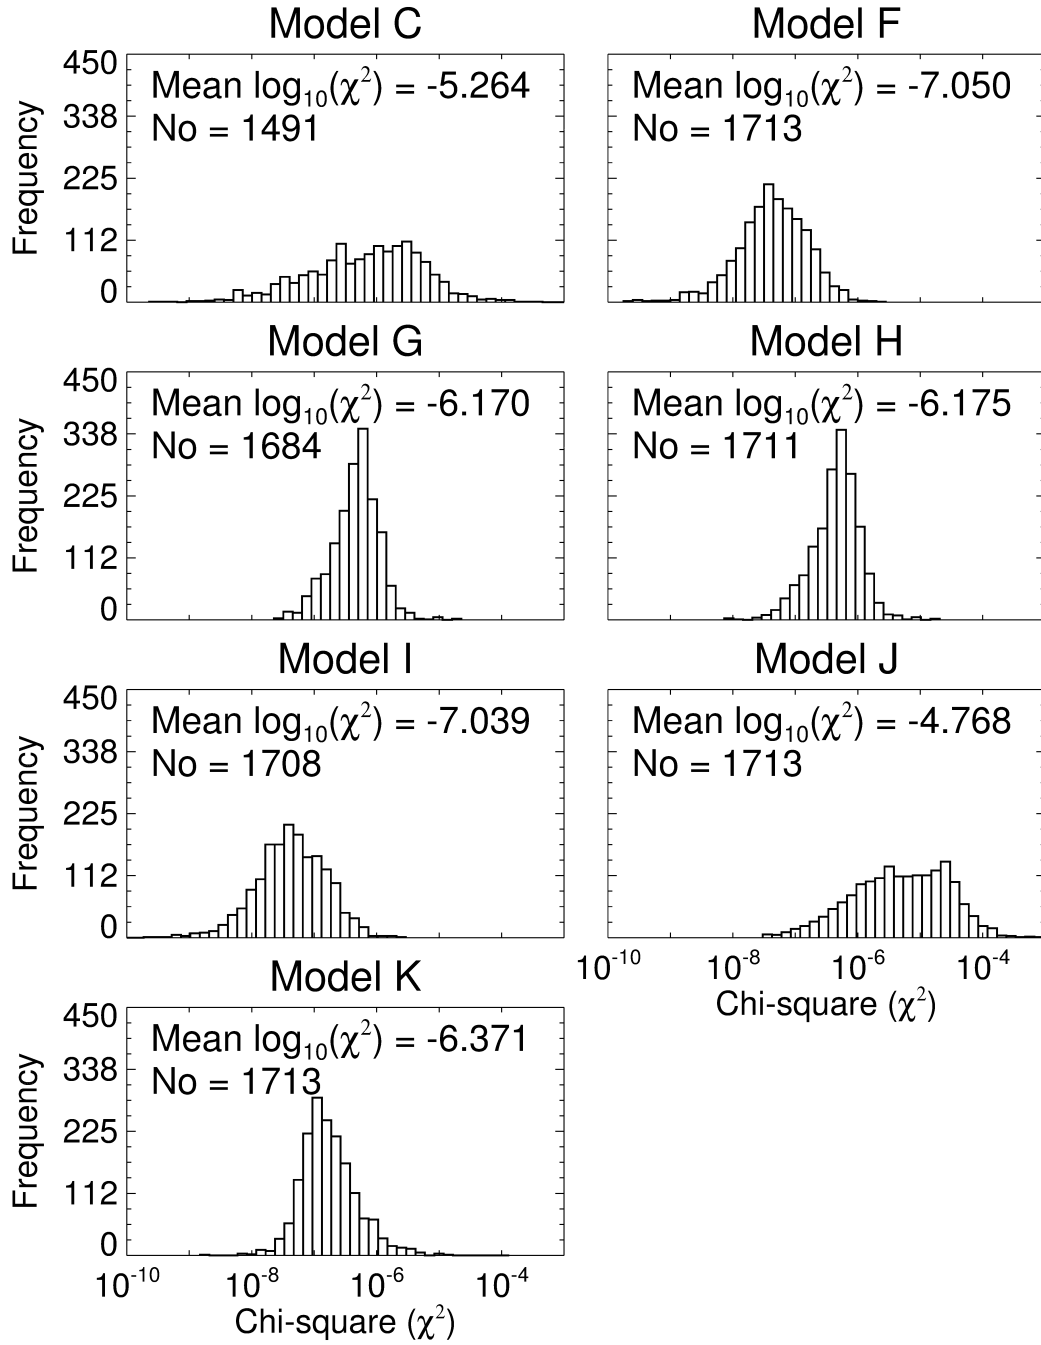 Model C
Mean log10(χ2) = -5.264
No = 1491
450
338
225
112
0
Frequency
Model F
Mean log10(χ2) = -7.050
No = 1713
Model G
Mean log10(χ2) = -6.170
No = 1684
450
338
225
112
0
Frequency
Model H
Mean log10(χ2) = -6.175
No = 1711
Model I
Mean log10(χ2) = -7.039
No = 1708
450
338
225
112
0
Frequency
Model J
Mean log10(χ2) = -4.768
No = 1713
10-10 10-8 10-6 10-4
Chi-square (χ2)
Model K
Mean log10(χ2) = -6.371
No = 1713
450
338
225
112
0
Frequency
10-10 10-8 10-6 10-4
Chi-square (χ2)